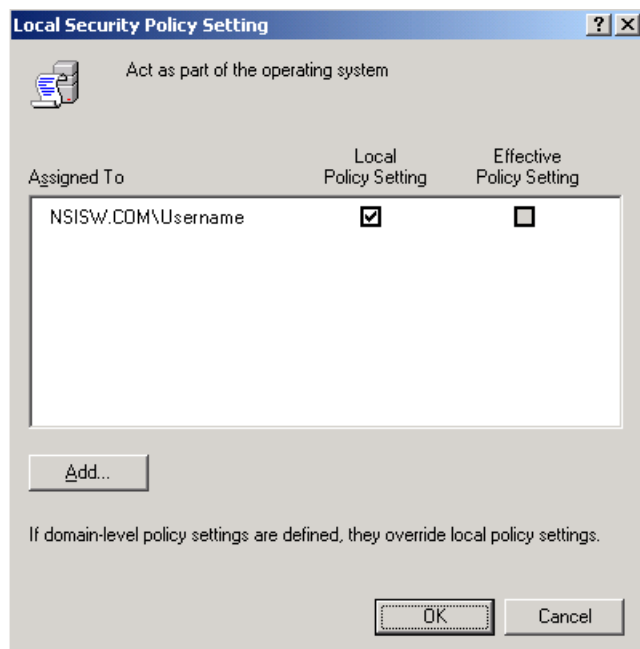 Local Security Policy Setting
Act as part of the operating system
Local Effective
Assigned To Policy Setting Policy Setting
NSISW.COM\Username
Add...
If domain-level policy settings are defined, they override local policy settings.
OK Cancel